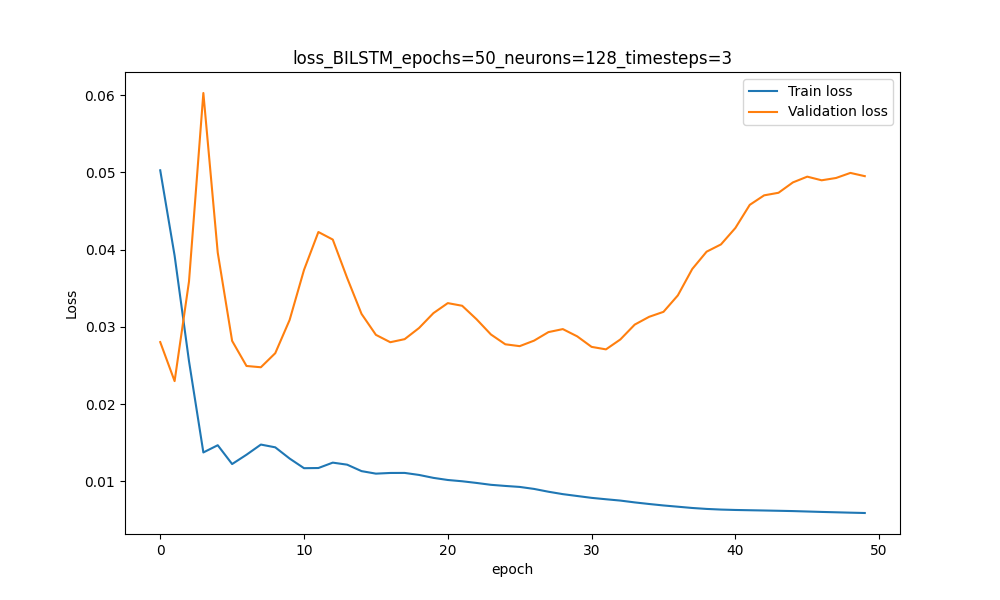 loss_BILSTM_epochs=50_neurons=128_timesteps=3
Train loss
Validation loss
0.06
0.05
0.04
0.03
0.02
0.01
Loss
0 10 20 30 40 50
epoch